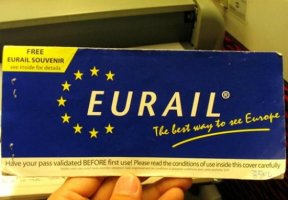 FREE
EURAIL SOUVENIR
see inside for details
EURAIL®
The best way to see Europe
Have your pass validated BEFORE first use! Please read the conditions of use inside this cover carefully